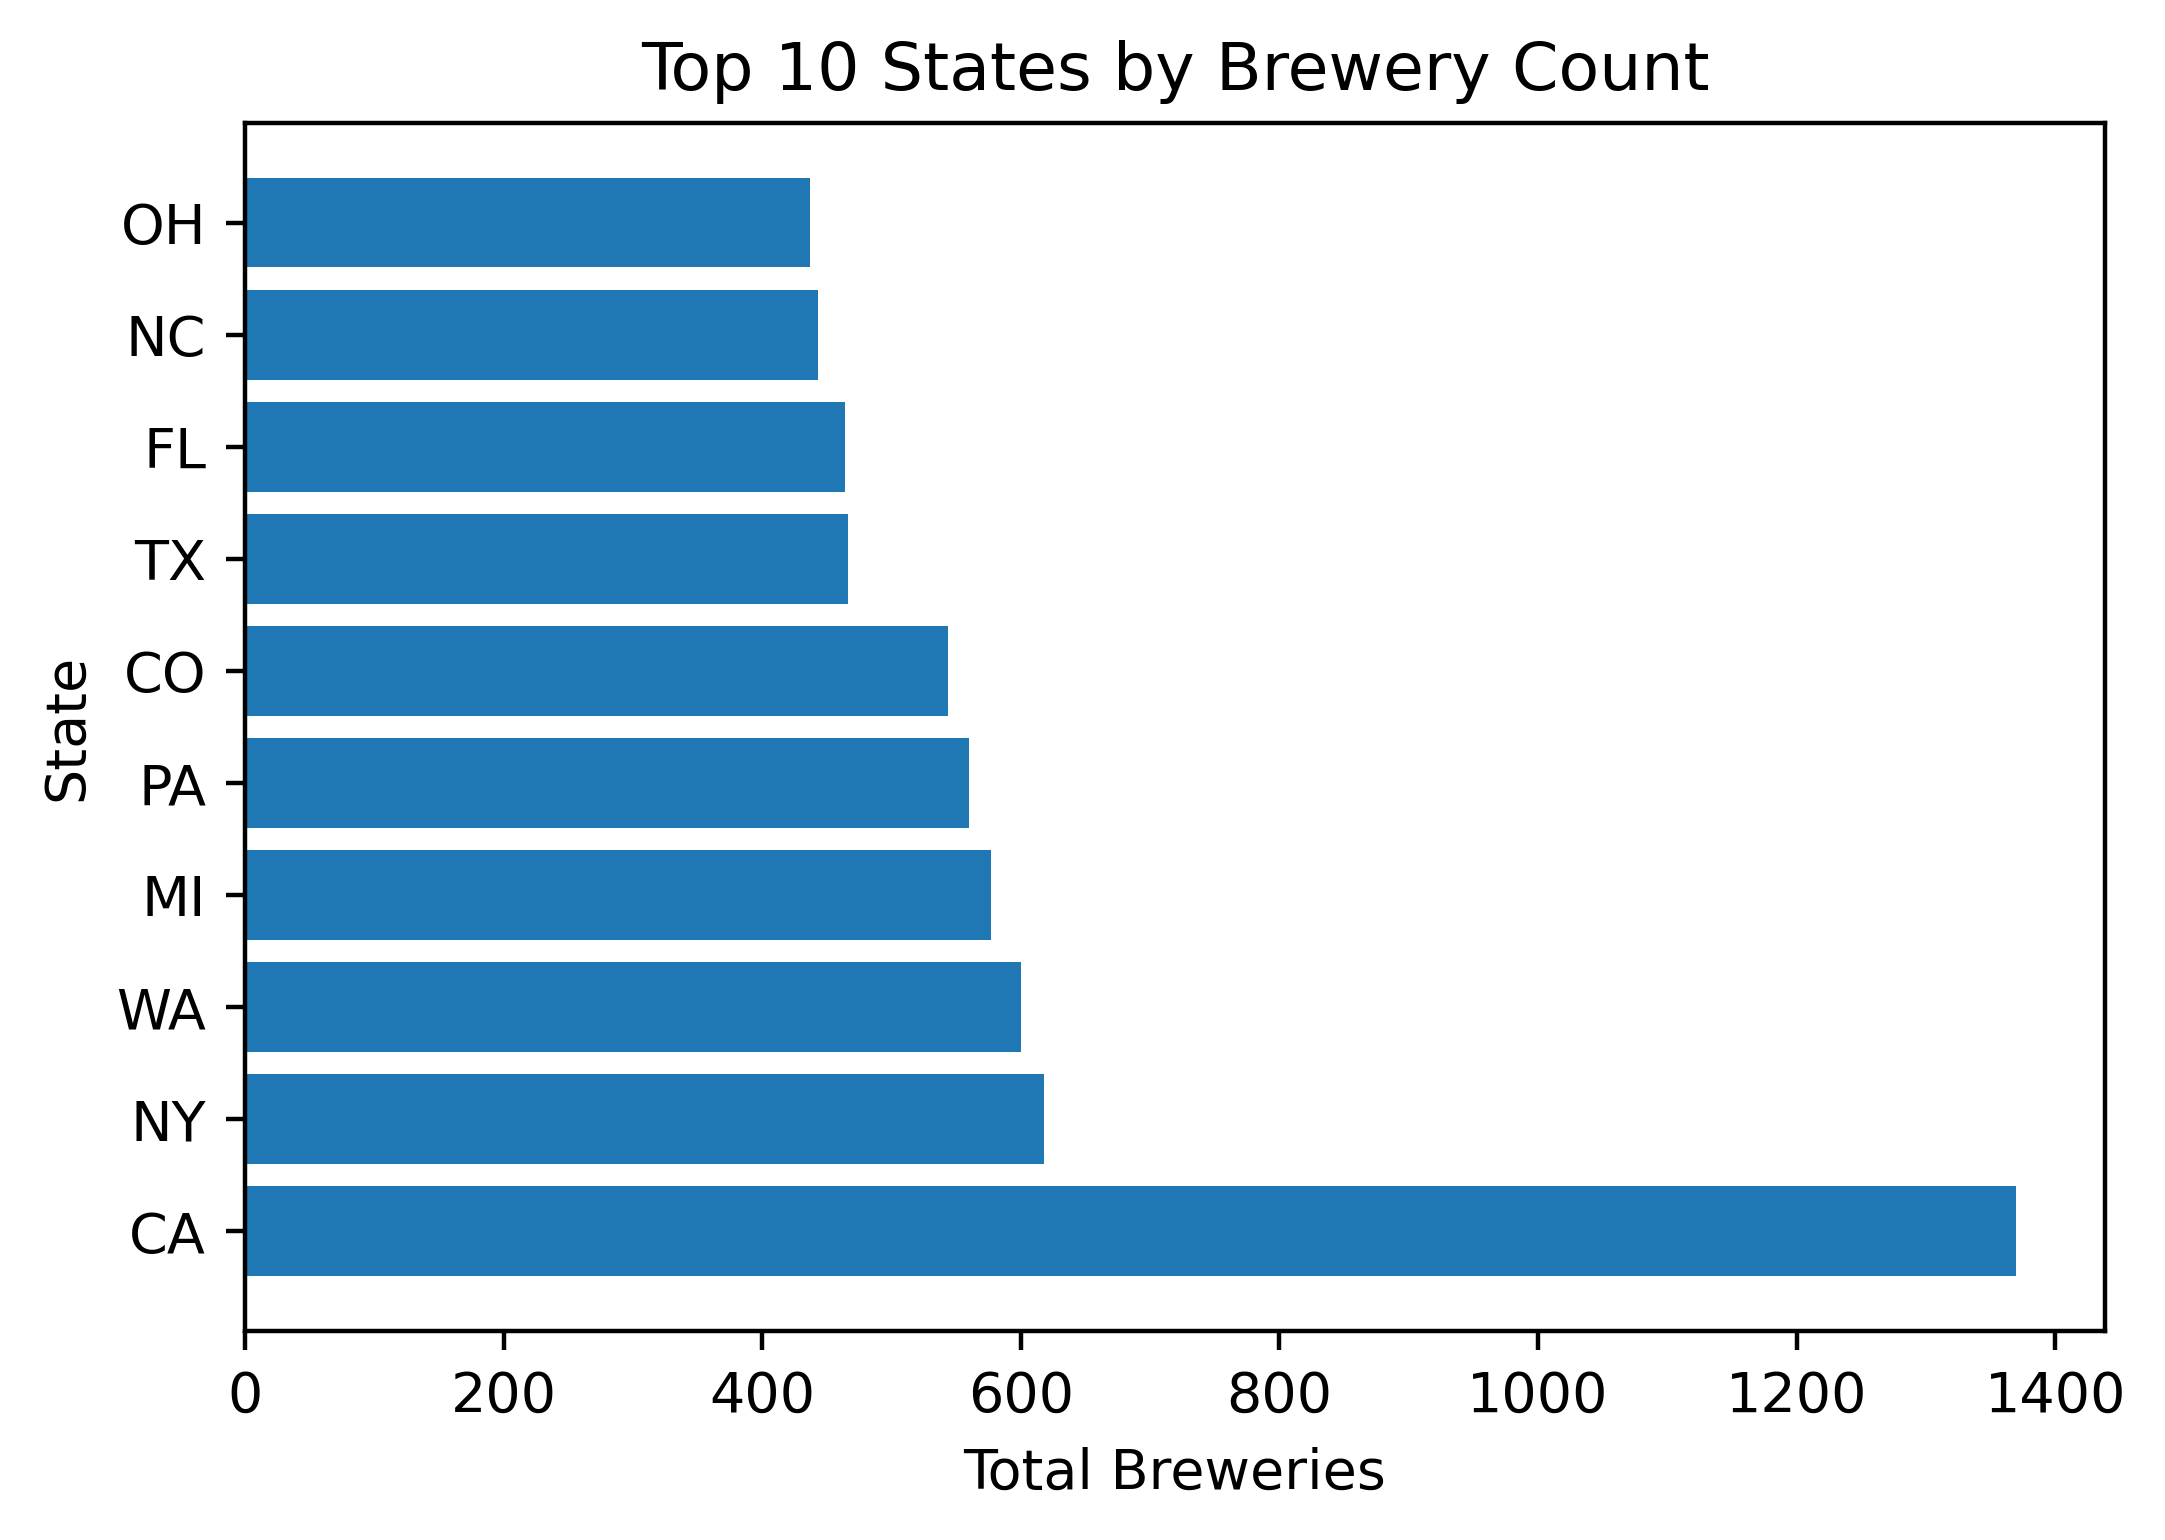 Top 10 States by Brewery Count
OH
NC
FL
TX
CO
PA
MI
WA
NY
CA
State
0 200 400 600 800 1000 1200 1400
Total Breweries